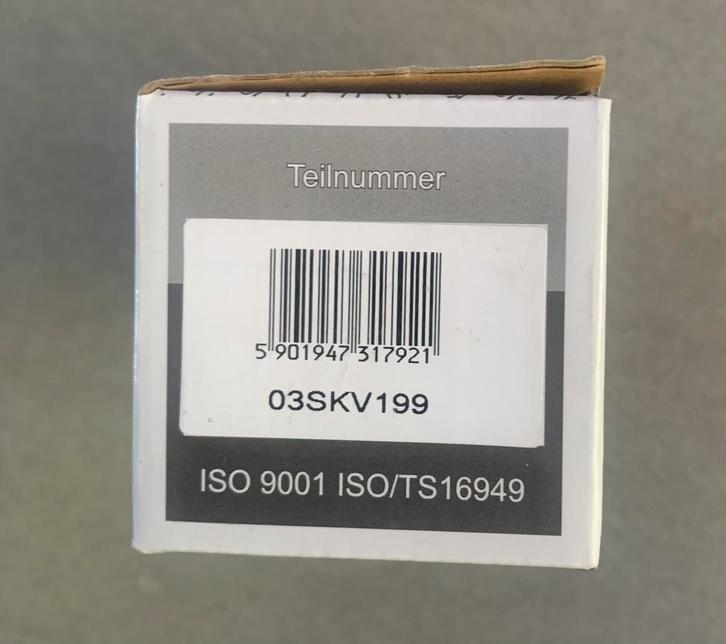 Teilnummer
5 901947 317921
03SKV199
ISO 9001 ISO/TS16949